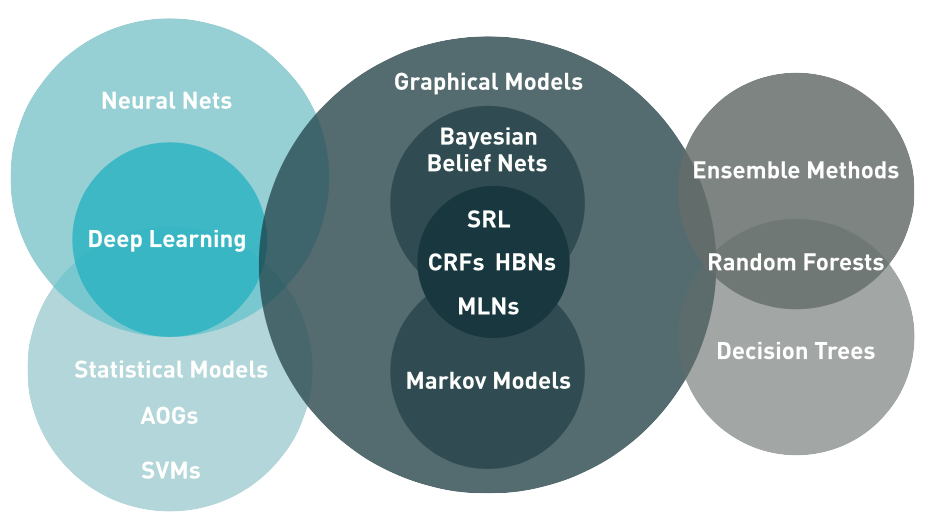 Neural Nets
Deep Learning
Statistical Models
AOGs
SVMs
Graphical Models
Bayesian
Belief Nets
SRL
CRFs HBNs
MLNs
Markov Models
Ensemble Methods
Random Forests
Decision Trees